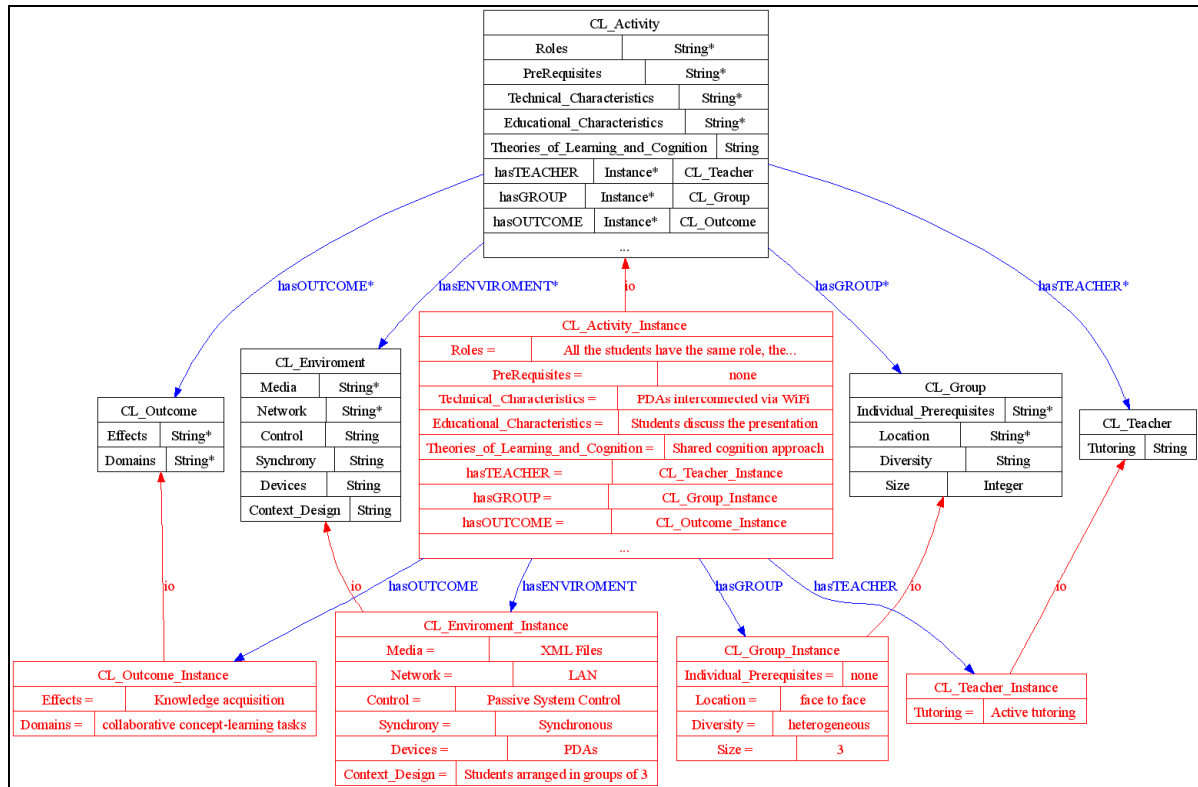 CL_Activity
Roles String*
PreRequisites String*
Technical_Characteristics String*
Educational_Characteristics String*
Theories_of_Learning_and_Cognition String
hasTEACHER Instance* CL_Teacher
hasGROUP Instance* CL_Group
hasOUTCOME Instance* CL_Outcome
...
hasOUTCOME*
hasENVIROMENT*
io
hasGROUP*
hasTEACHER*
CL_Outcome
Effects String*
Domains String*
CL_Enviroment
Media String*
Network String*
Control String
Synchrony String
Devices String
Context_Design String
CL_Activity_Instance
Roles = All the students have the same role, the...
PreRequisites = none
Technical_Characteristics = PDAs interconnected via WiFi
Educational_Characteristics = Students discuss the presentation
Theories_of_Learning_and_Cognition = Shared cognition approach
hasTEACHER = CL_Teacher_Instance
hasGROUP = CL_Group_Instance
hasOUTCOME = CL_Outcome_Instance
...
CL_Group
Individual_Prerequisites String*
Location String*
Diversity String
Size Integer
CL_Teacher
Tutoring String
io
io
hasOUTCOME
hasENVIROMENT
hasGROUP
hasTEACHER
io
io
CL_Outcome_Instance
Effects = Knowledge acquisition
Domains = collaborative concept-learning tasks
CL_Enviroment_Instance
Media = XML Files
Network = LAN
Control = Passive System Control
Synchrony = Synchronous
Devices = PDAs
Context_Design = Students arranged in groups of 3
CL_Group_Instance
Individual_Prerequisites = none
Location = face to face
Diversity = heterogeneous
Size = 3
CL_Teacher_Instance
Tutoring = Active tutoring